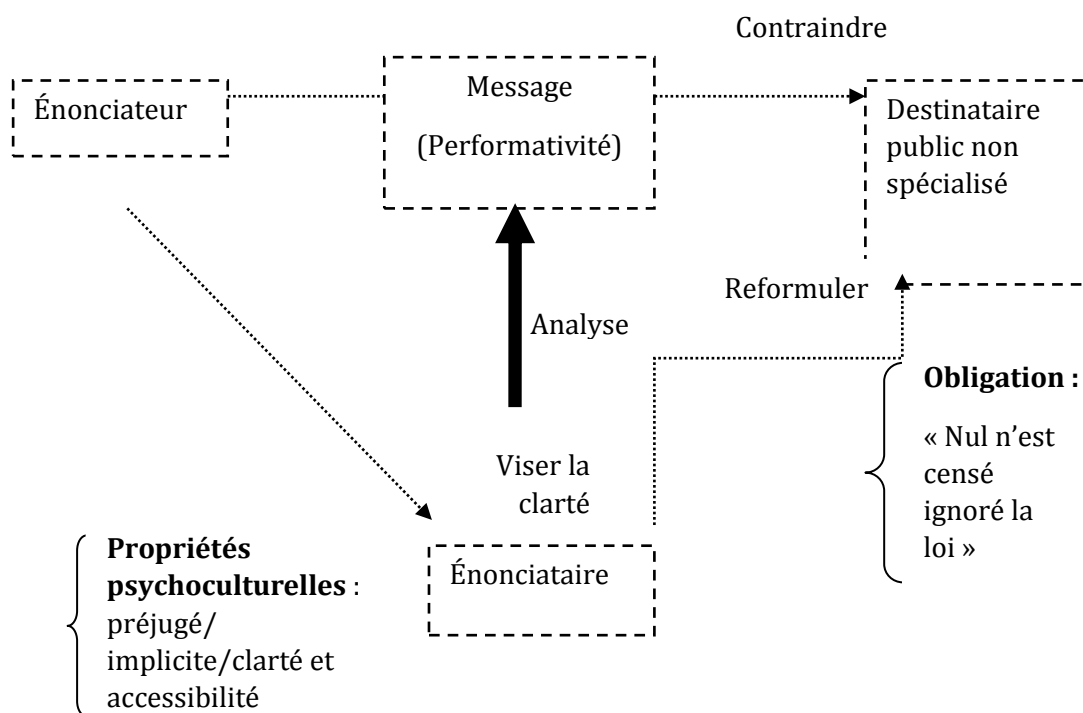 Contraindre
Énonciateur
Message
(Performativité)
Destinataire
public non
spécialisé
Reformuler
Analyse
Obligation :
« Nul n’est
censé
ignoré la
loi »
Viser la
clarté
Énonciataire
Propriétés
psychoculturelles :
préjugé/
implicite/clarté et
accessibilité